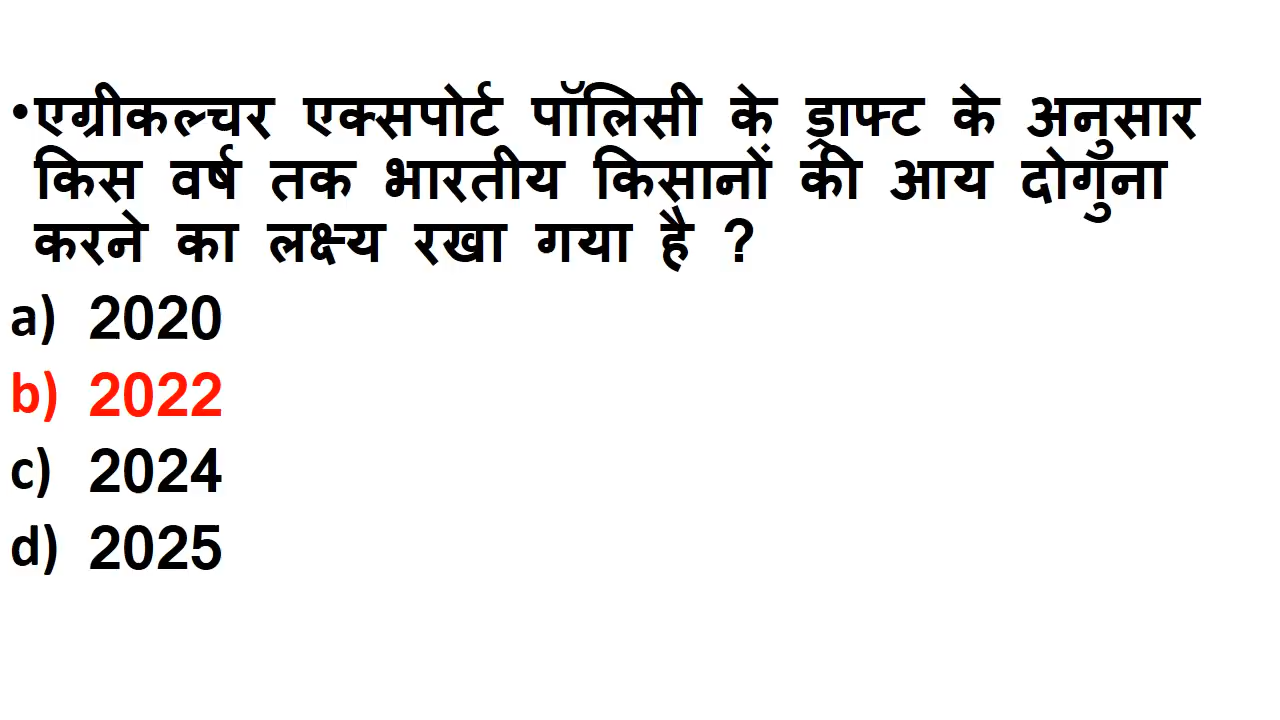 •एग्रीकल्चर एक्सपोर्ट पॉलिसी के ड्राफ्ट के अनुसार
किस वर्ष तक भारतीय किसानों की आय दोगुना
करने का लक्ष्य रखा गया है ?
a) 2020
b) 2022
c) 2024
d) 2025